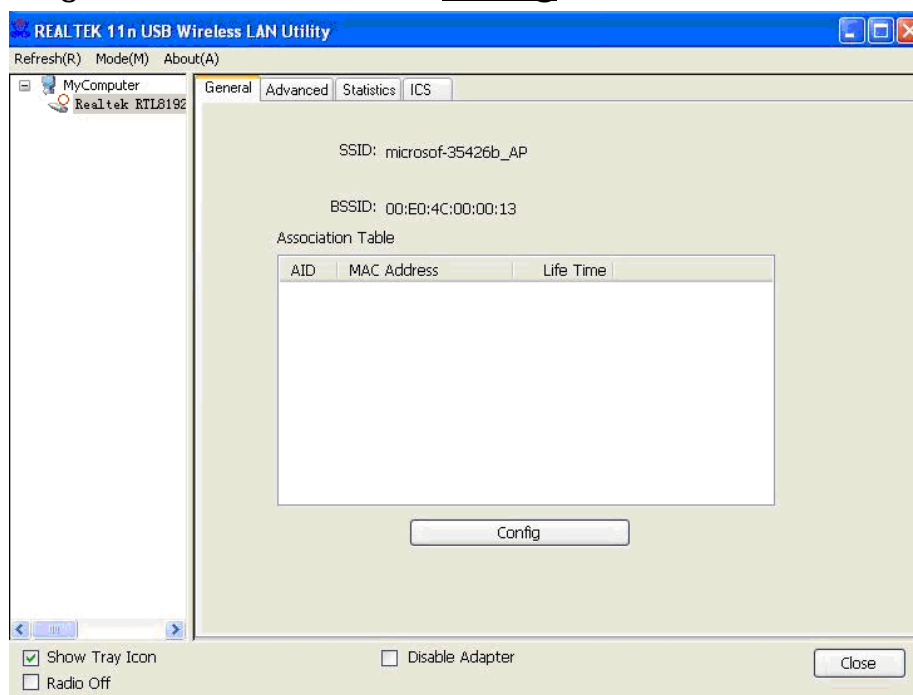 REALTEK 11n USB Wireless LAN Utility
Refresh(R) Mode(M) About(A)
MyComputer
Realtek RTL8192
General Advanced Statistics ICS
SSID: microsof-35426b_AP
BSSID: 00:E0:4C:00:00:13
Association Table
AID MAC Address Life Time
Config
Show Tray Icon
Disable Adapter
Close
Radio Off